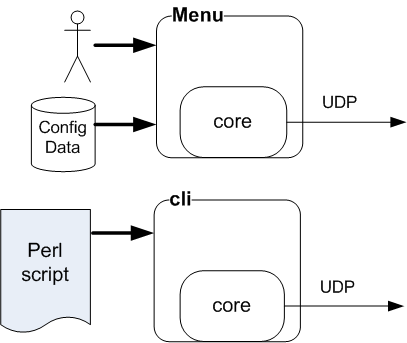 Menu
Config
Data
core
UDP
cli
Perl
script
core
UDP